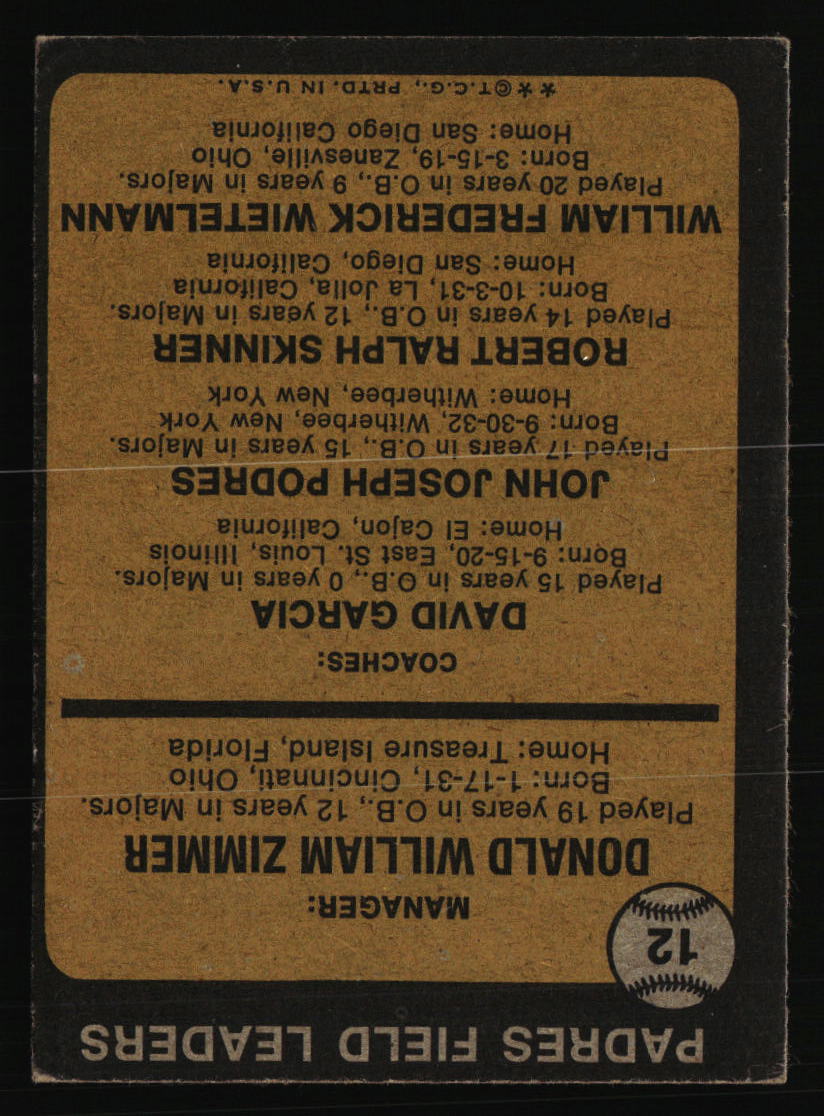 PADRES FIELD LEADERS
12
MANAGER:
DONALD WILLIAM ZIMMER
Played 19 years in O.B., 12 years in Majors.
Born: 1-17-31, Cincinnati, Ohio
Home: Treasure Island, Florida
COACHES:
DAVID GARCIA
Played 15 years in O.B., 0 years in Majors.
Born: 9-15-20, East St. Louis, Illinois
Home: El Cajon, California
JOHN JOSEPH PODRES
Played 17 years in O.B., 15 years in Majors.
Born: 9-30-32, Witherbee, New York
Home: Witherbee, New York
ROBERT RALPH SKINNER
Played 14 years in O.B., 12 years in Majors.
Born: 10-3-31, La Jolla, California
Home: San Diego, California
WILLIAM FREDERICK WIETELMANN
Played 20 years in O.B., 9 years in Majors.
Born: 3-15-19, Zanesville, Ohio
Home: San Diego California
★★©T.C.G., PRTD. IN U.S.A.